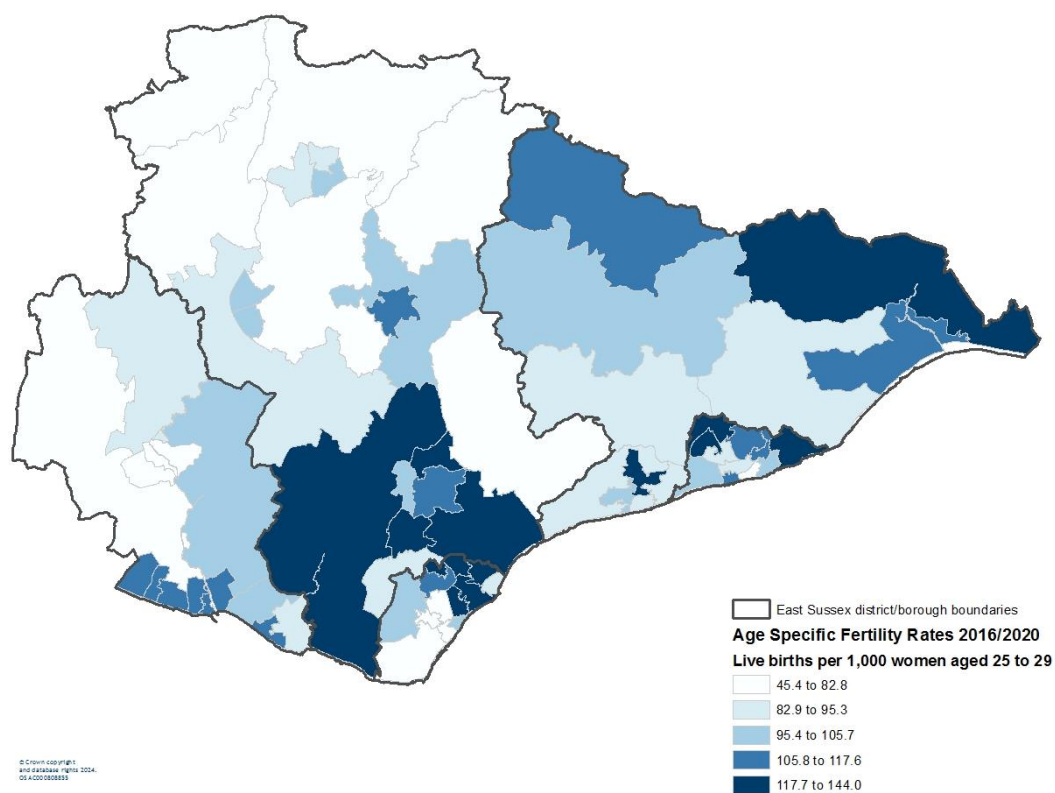 East Sussex district/borough boundaries
Age Specific Fertility Rates 2016/2020
Live births per 1,000 women aged 25 to 29
45.4 to 82.8
82.9 to 95.3
95.4 to 105.7
105.8 to 117.6
117.7 to 144.0
© Crown copyright
and database rights 2024.
OS AC0000808855